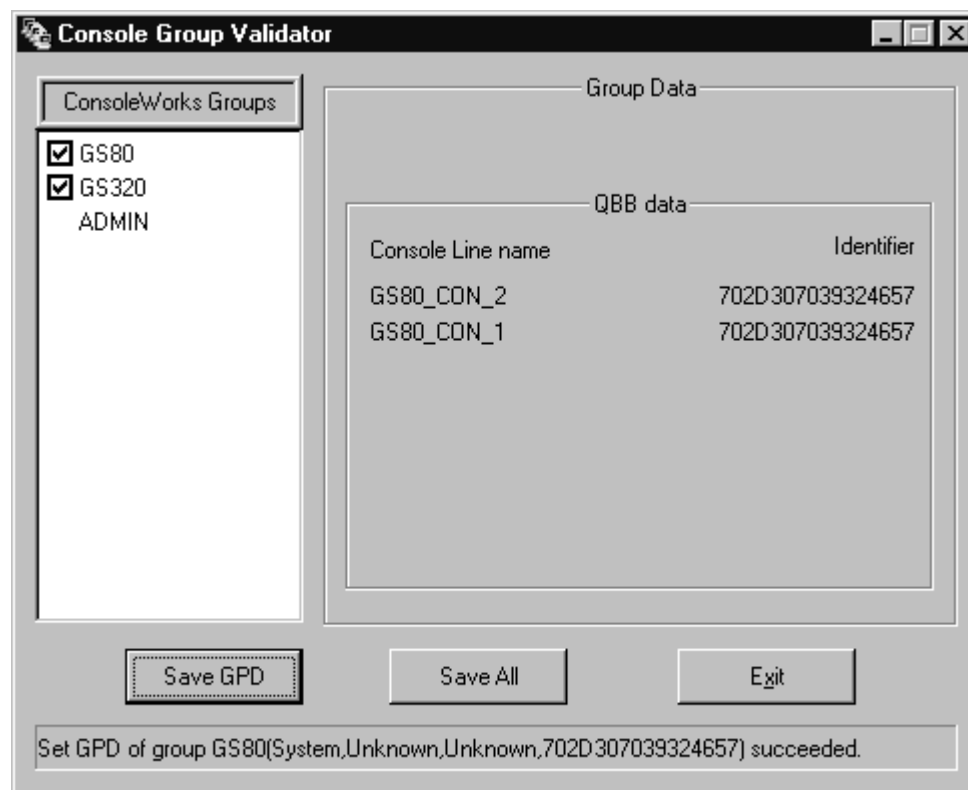 Console Group Validator
ConsoleWorks Groups
GS80
GS320
ADMIN
Group Data
QBB data
Console Line name Identifier
GS80_CON_2 702D307039324657
GS80_CON_1 702D307039324657
Save GPD Save All Exit
Set GPD of group GS80(System,Unknown,Unknown,702D307039324657) succeeded.